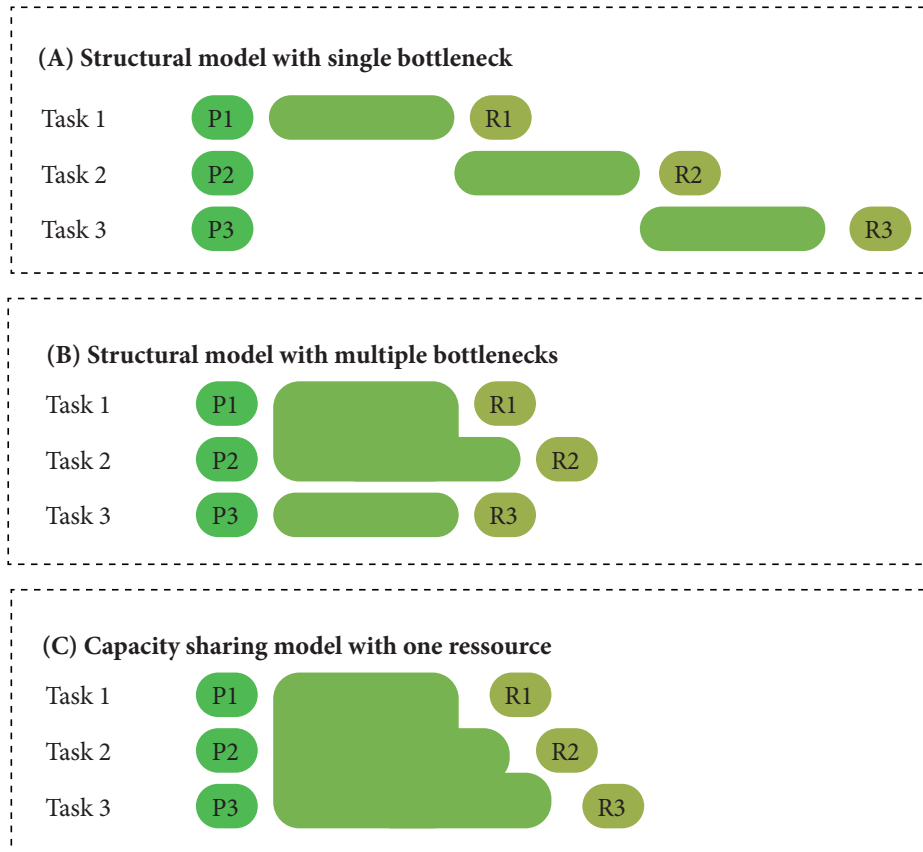 (A) Structural model with single bottleneck
Task 1 P1 R1
Task 2 P2 R2
Task 3 P3 R3
(B) Structural model with multiple bottlenecks
Task 1 P1 R1
Task 2 P2 R2
Task 3 P3 R3
(C) Capacity sharing model with one ressource
Task 1 P1 R1
Task 2 P2 R2
Task 3 P3 R3